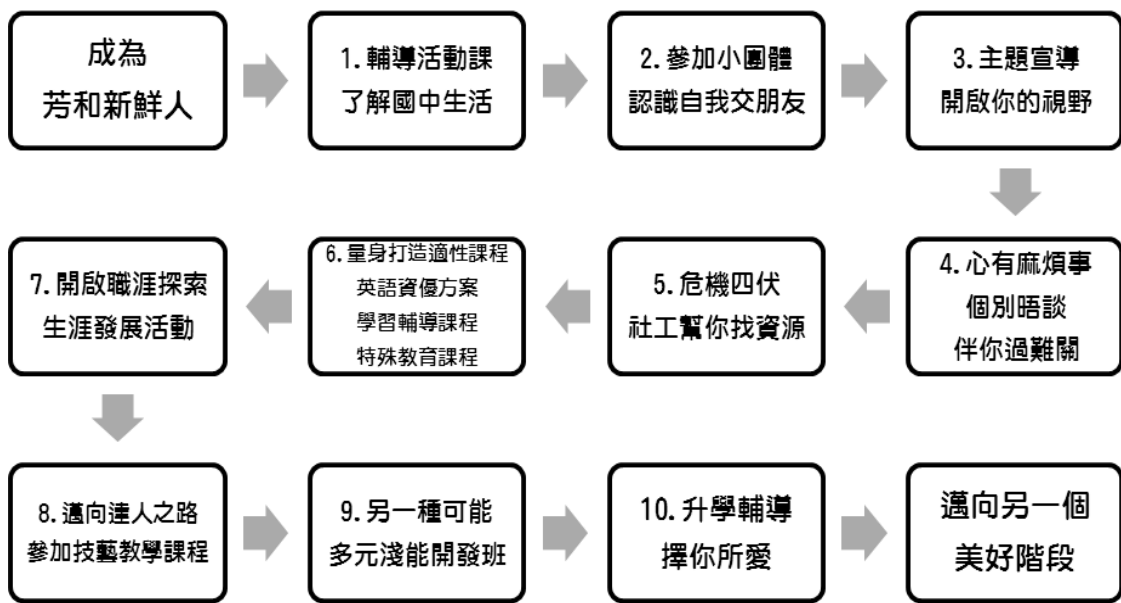 成為
芳和新鮮人
1.輔導活動課
了解國中生活
2.參加小團體
認識自我交朋友
3.主題宣導
開啟你的視野
4.心有麻煩事
個別晤談
伴你過難關
5.危機四伏
社工幫你找資源
6.量身打造適性課程
英語資優方案
學習輔導課程
特殊教育課程
7.開啟職涯探索
生涯發展活動
8.邁向達人之路
參加技藝教學課程
9.另一種可能
多元淺能開發班
10.升學輔導
擇你所愛
邁向另一個
美好階段